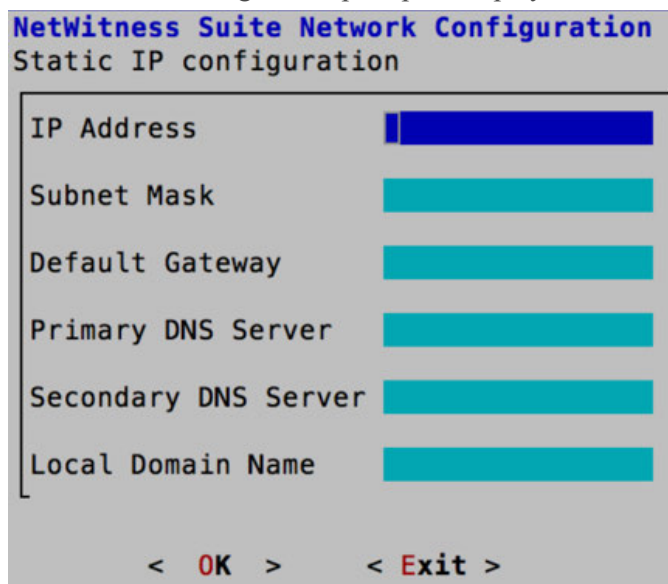 NetWitness Suite Network Configuration
Static IP configuration
IP Address
Subnet Mask
Default Gateway
Primary DNS Server
Secondary DNS Server
Local Domain Name
< OK > < Exit >